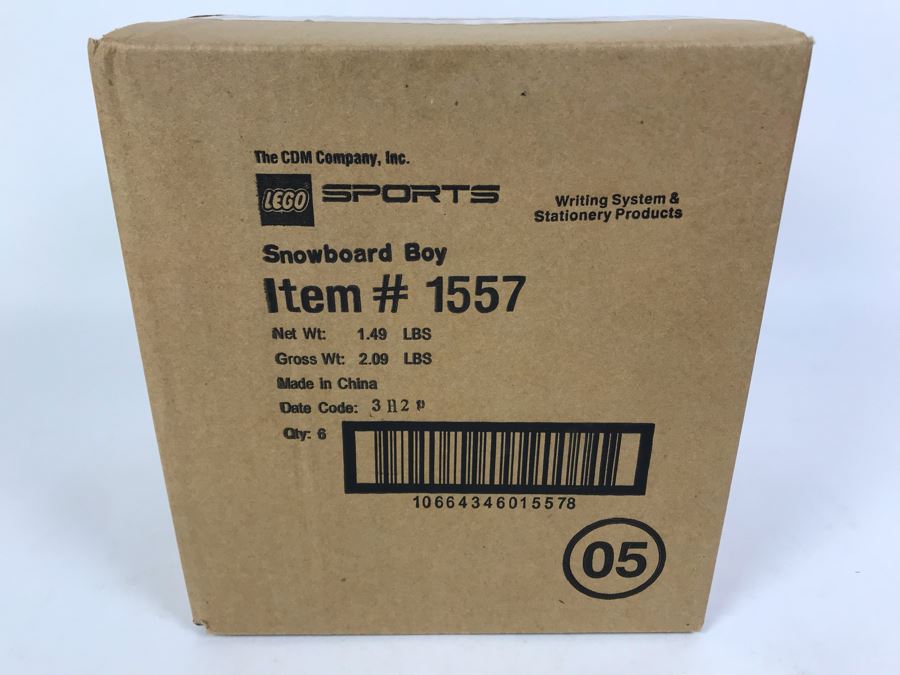 The CDM Company, Inc.
LEGO SPORTS
Writing System &
Stationery Products
Snowboard Boy
Item # 1557
Net Wt: 1.49 LBS
Gross Wt: 2.09 LBS
Made in China
Date Code:
Qty: 6
10664346015578
05